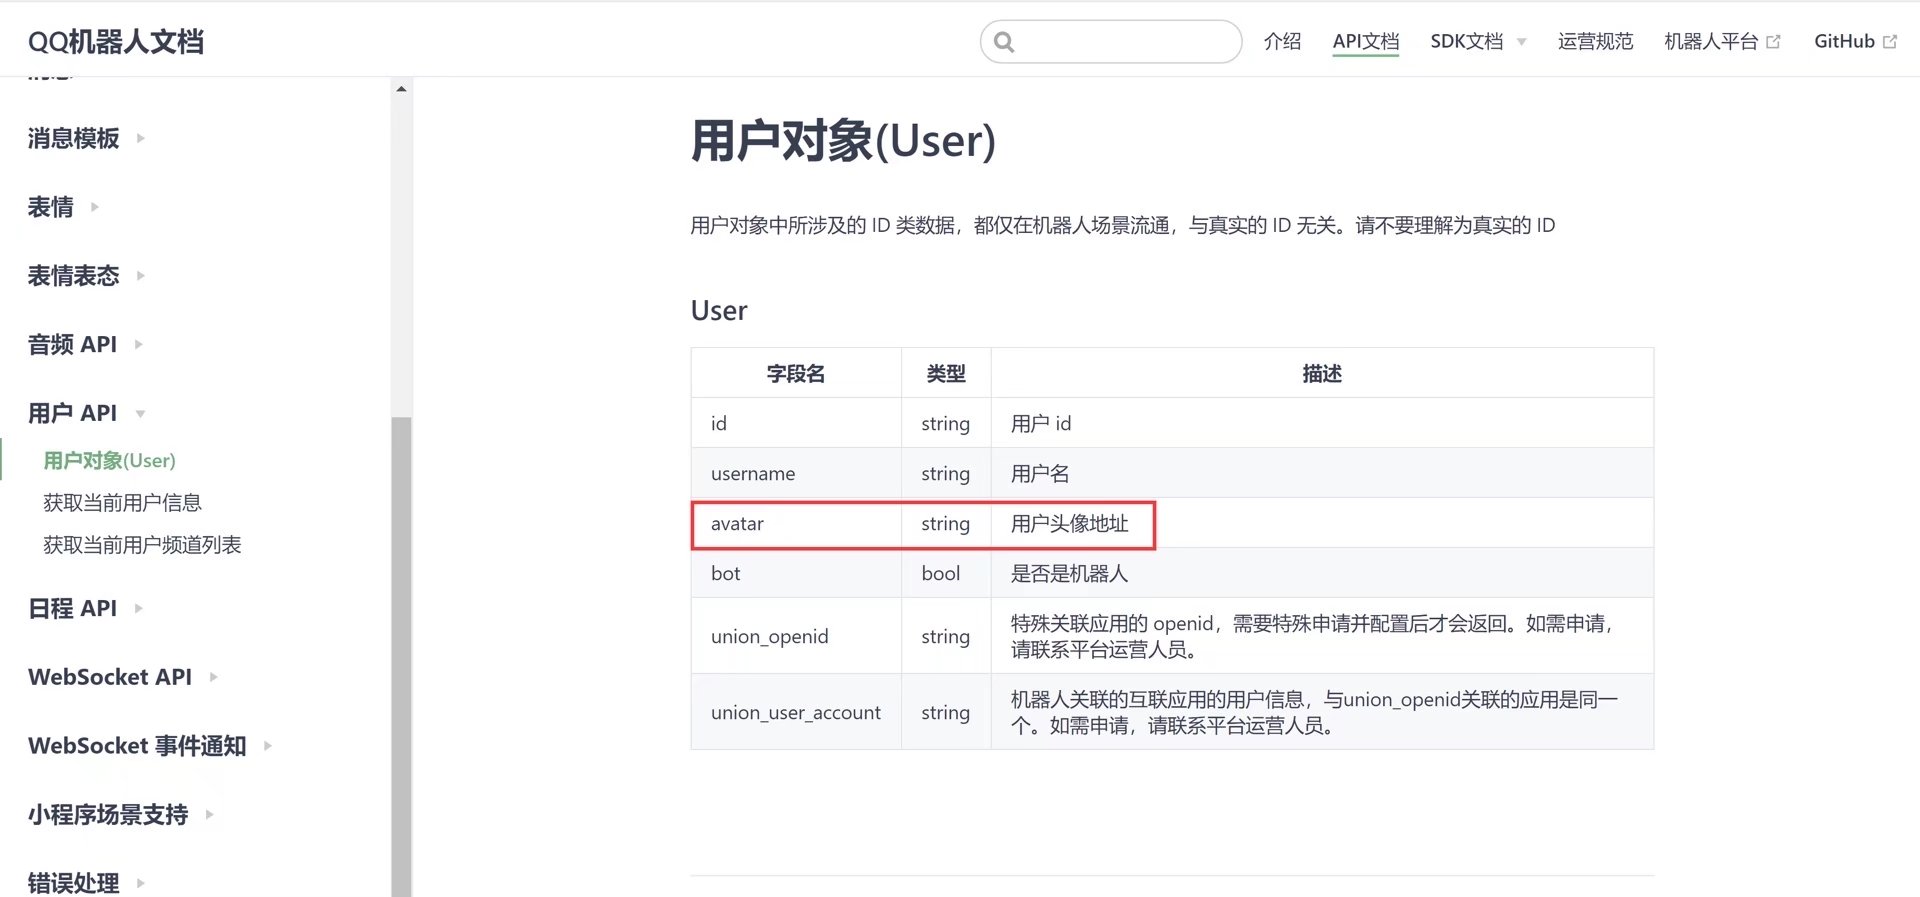 QQ机器人文档
介绍
API文档
SDK文档
运营规范
机器人平台
GitHub
消息模板
表情
表情表态
音频 API
用户 API
用户对象(User)
获取当前用户信息
获取当前用户频道列表
日程 API
WebSocket API
WebSocket 事件通知
小程序场景支持
错误处理
用户对象(User)
用户对象中所涉及的 ID 类数据，都仅在机器人场景流通，与真实的 ID 无关。请不要理解为真实的 ID
User
字段名 类型 描述
id string 用户 id
username string 用户名
avatar string 用户头像地址
bot bool 是否是机器人
union_openid string 特殊关联应用的 openid，需要特殊申请并配置后才会返回。如需申请，
请联系平台运营人员。
union_user_account string 机器人关联的互联应用的用户信息，与union_openid关联的应用是同一
个。如需申请，请联系平台运营人员。